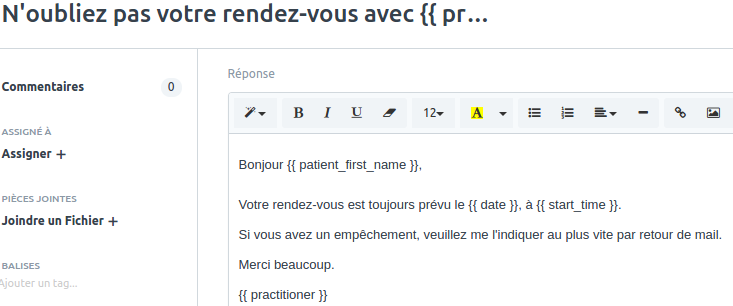 N'oubliez pas votre rendez-vous avec {{ pr...
Commentaires 0
ASSIGNÉ À
Assigner +
PIÈCES JOINTES
Joindre un Fichier +
BALISES
Ajouter un tag...
Réponse
B I U 12 A
Bonjour {{ patient_first_name }},
Votre rendez-vous est toujours prévu le {{ date }}, à {{ start_time }}.
Si vous avez un empêchement, veuillez me l'indiquer au plus vite par retour de mail.
Merci beaucoup.
{{ practitioner }}